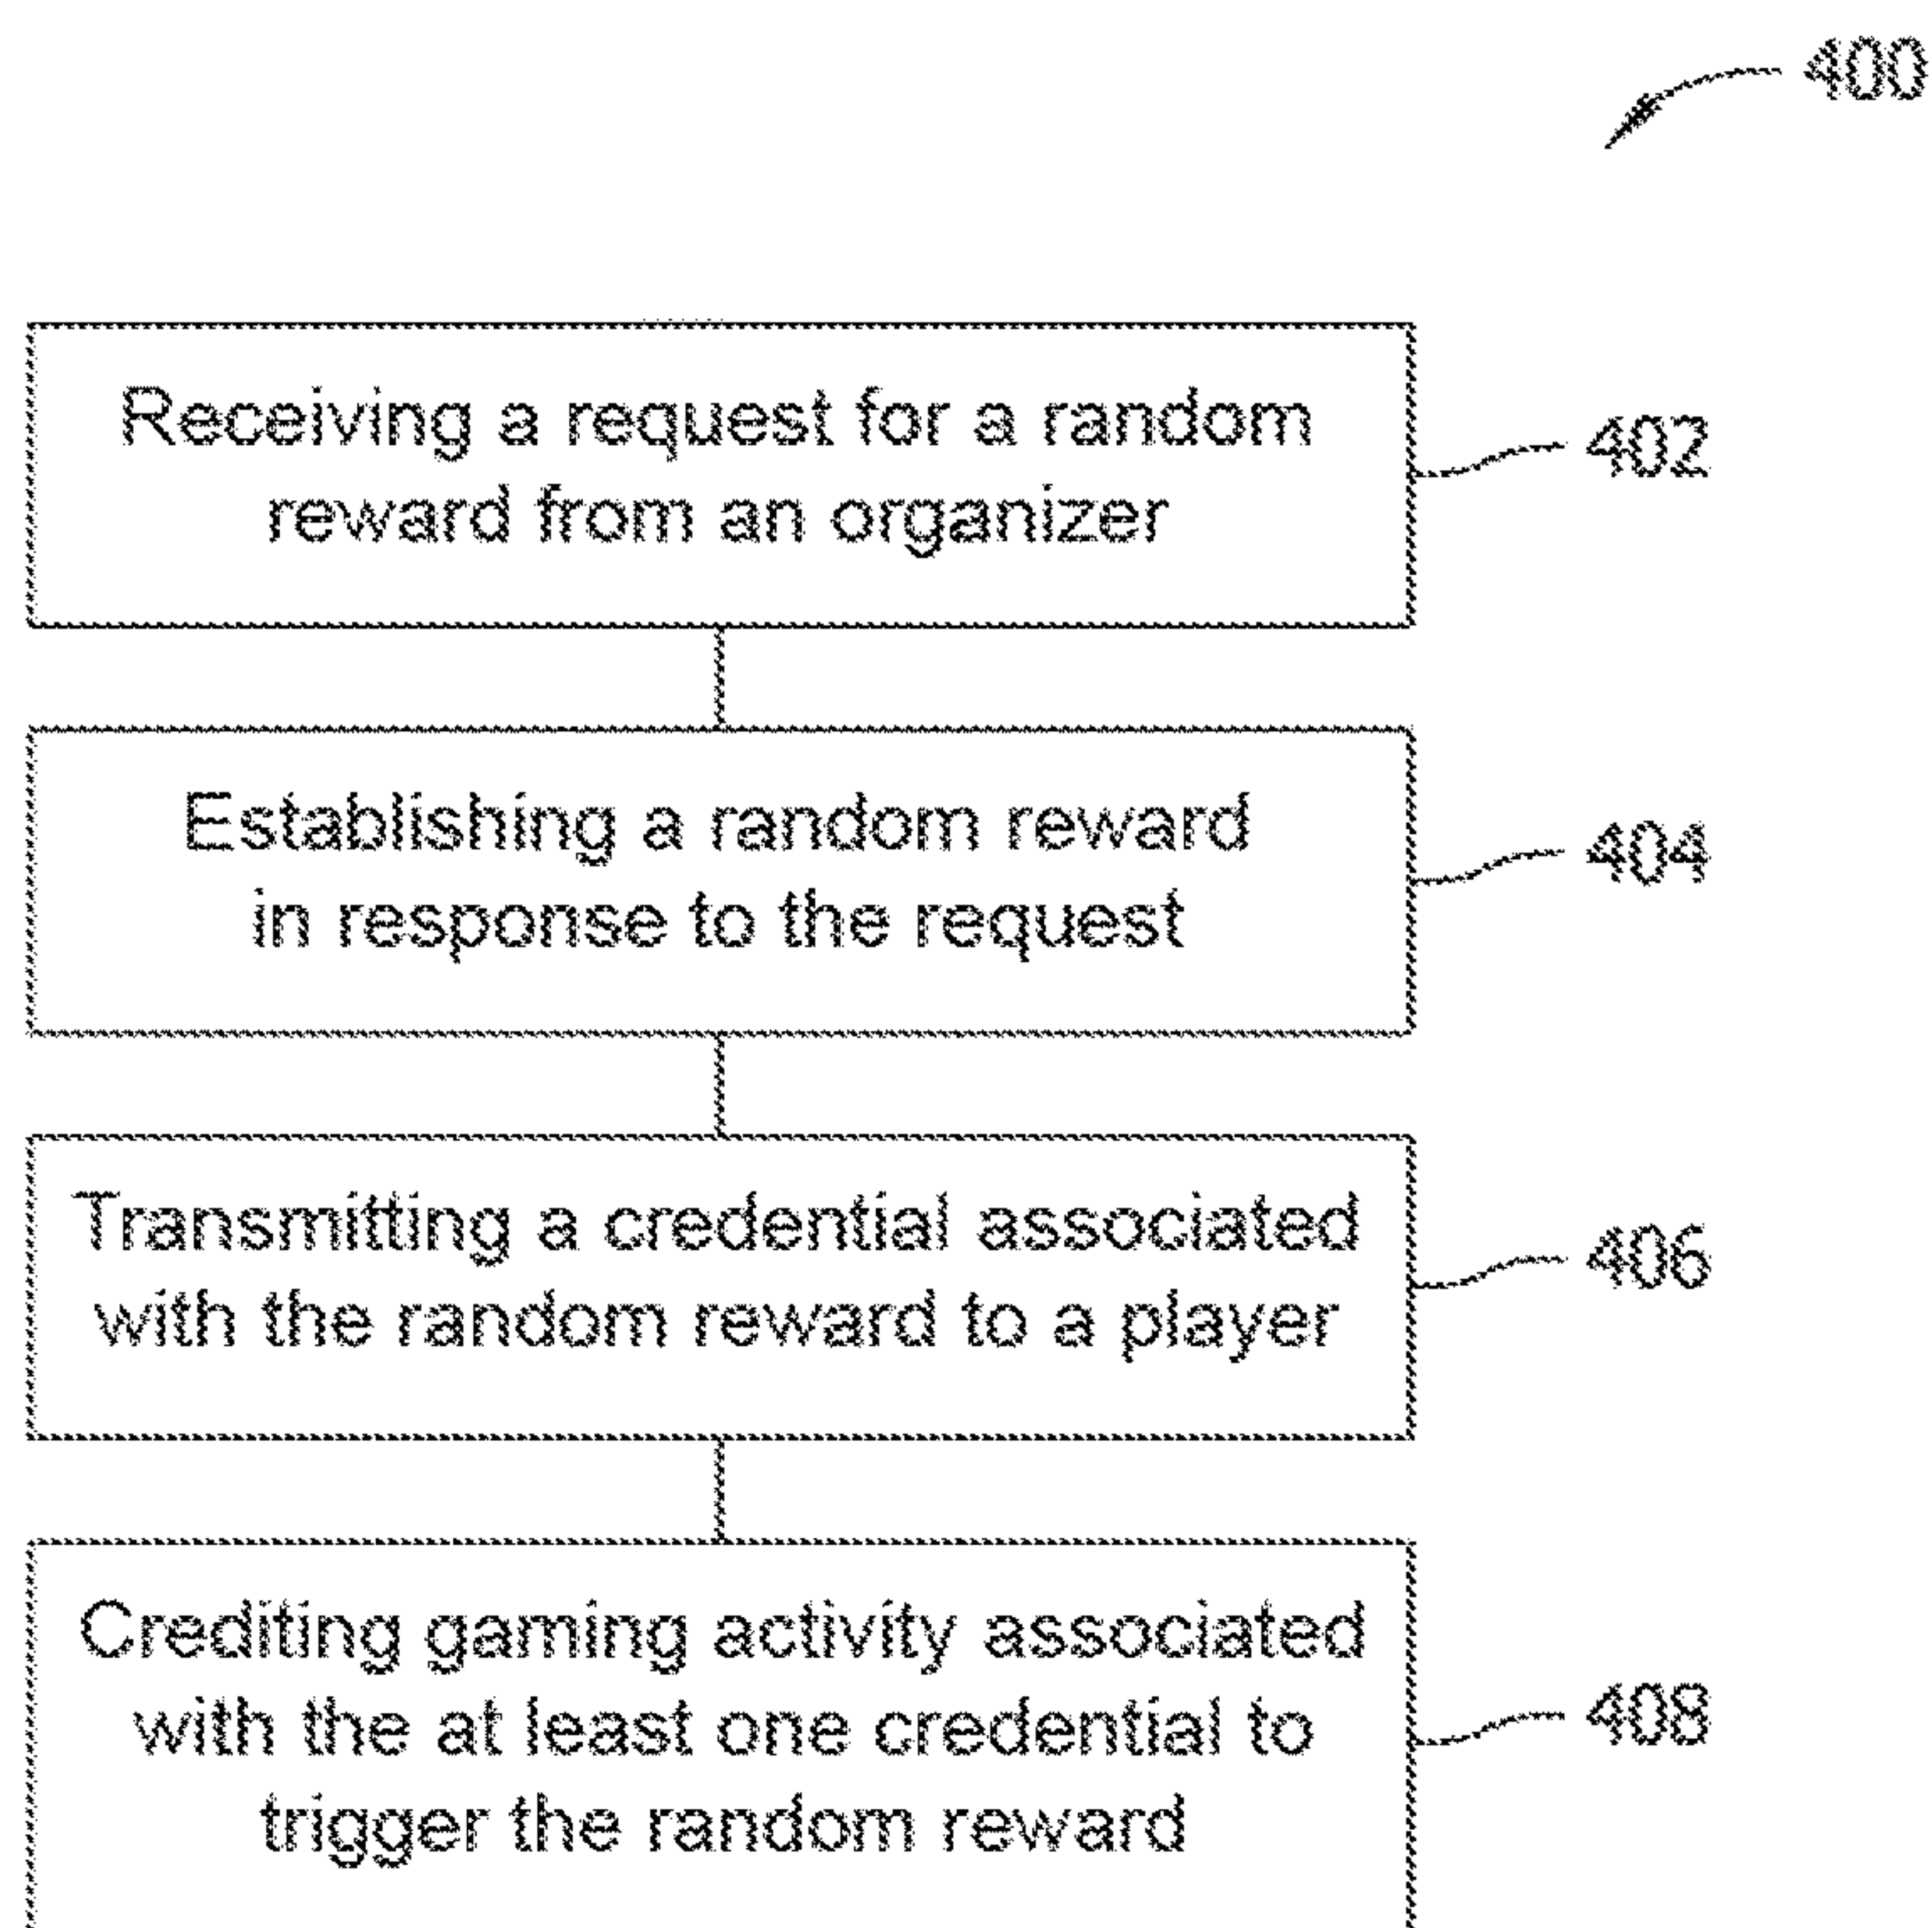 400
Receiving a request for a random
reward from an organizer
402
Establishing a random reward
in response to the request
404
Transmitting a credential associated
with the random reward to a player
406
Crediting gaming activity associated
with the at least one credential to
trigger the random reward
408